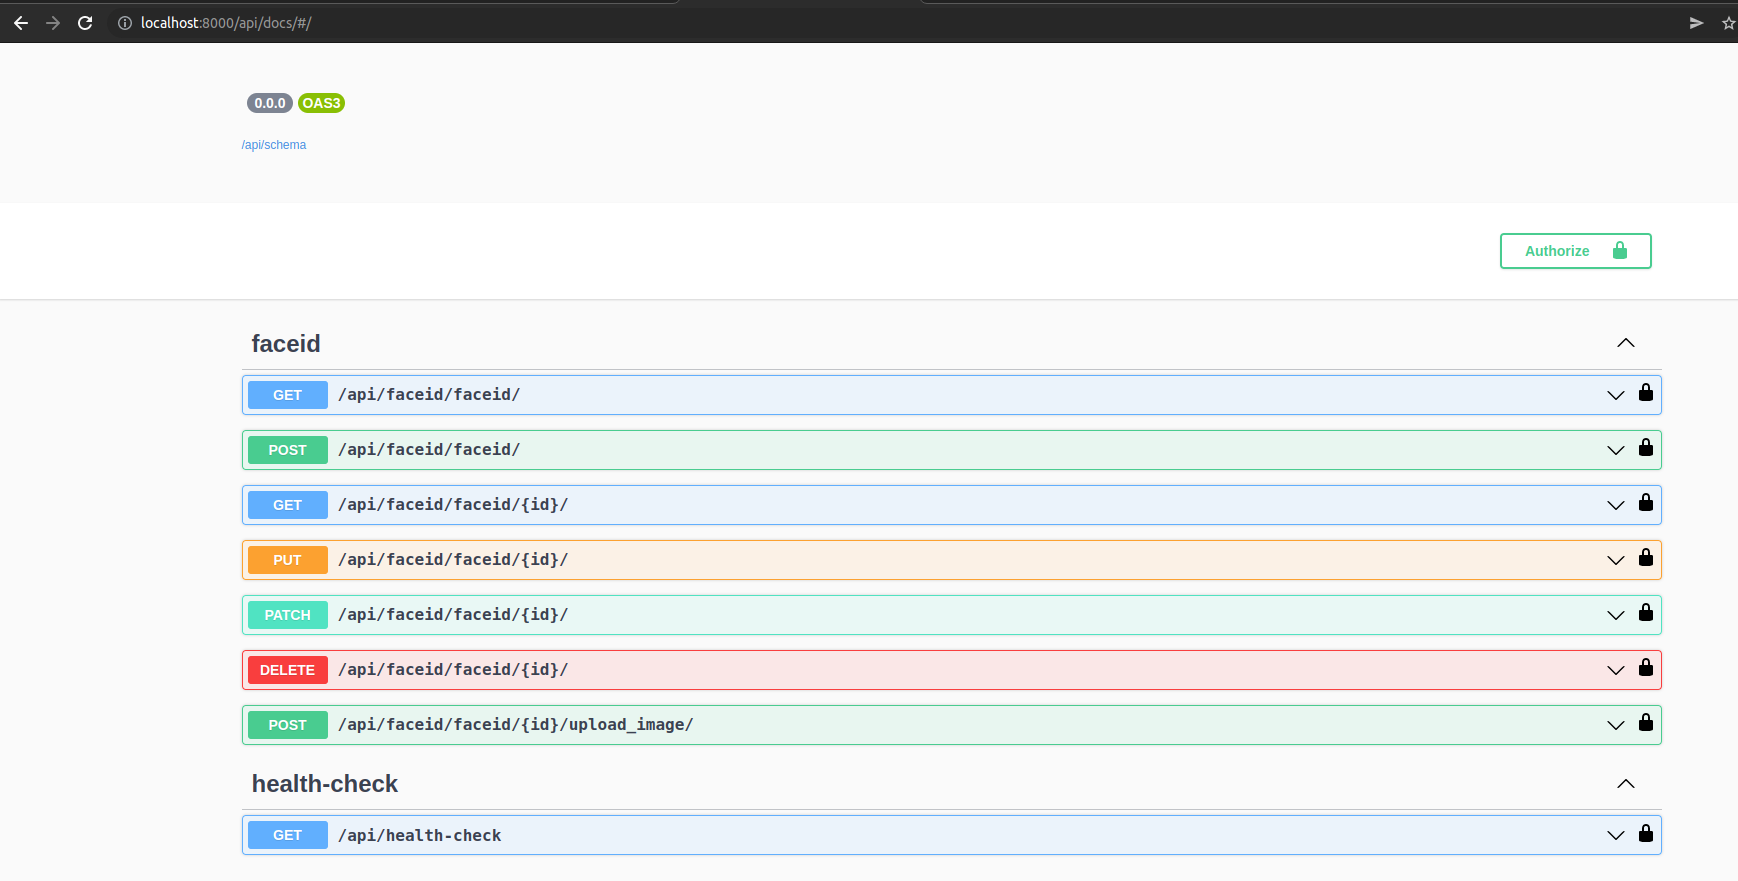 localhost:8000/api/docs/#/
0.0.0 OAS3
/api/schema
Authorize
faceid
GET /api/faceid/faceid/
POST /api/faceid/faceid/
GET /api/faceid/faceid/{id}/
PUT /api/faceid/faceid/{id}/
PATCH /api/faceid/faceid/{id}/
DELETE /api/faceid/faceid/{id}/
POST /api/faceid/faceid/{id}/upload_image/
health-check
GET /api/health-check